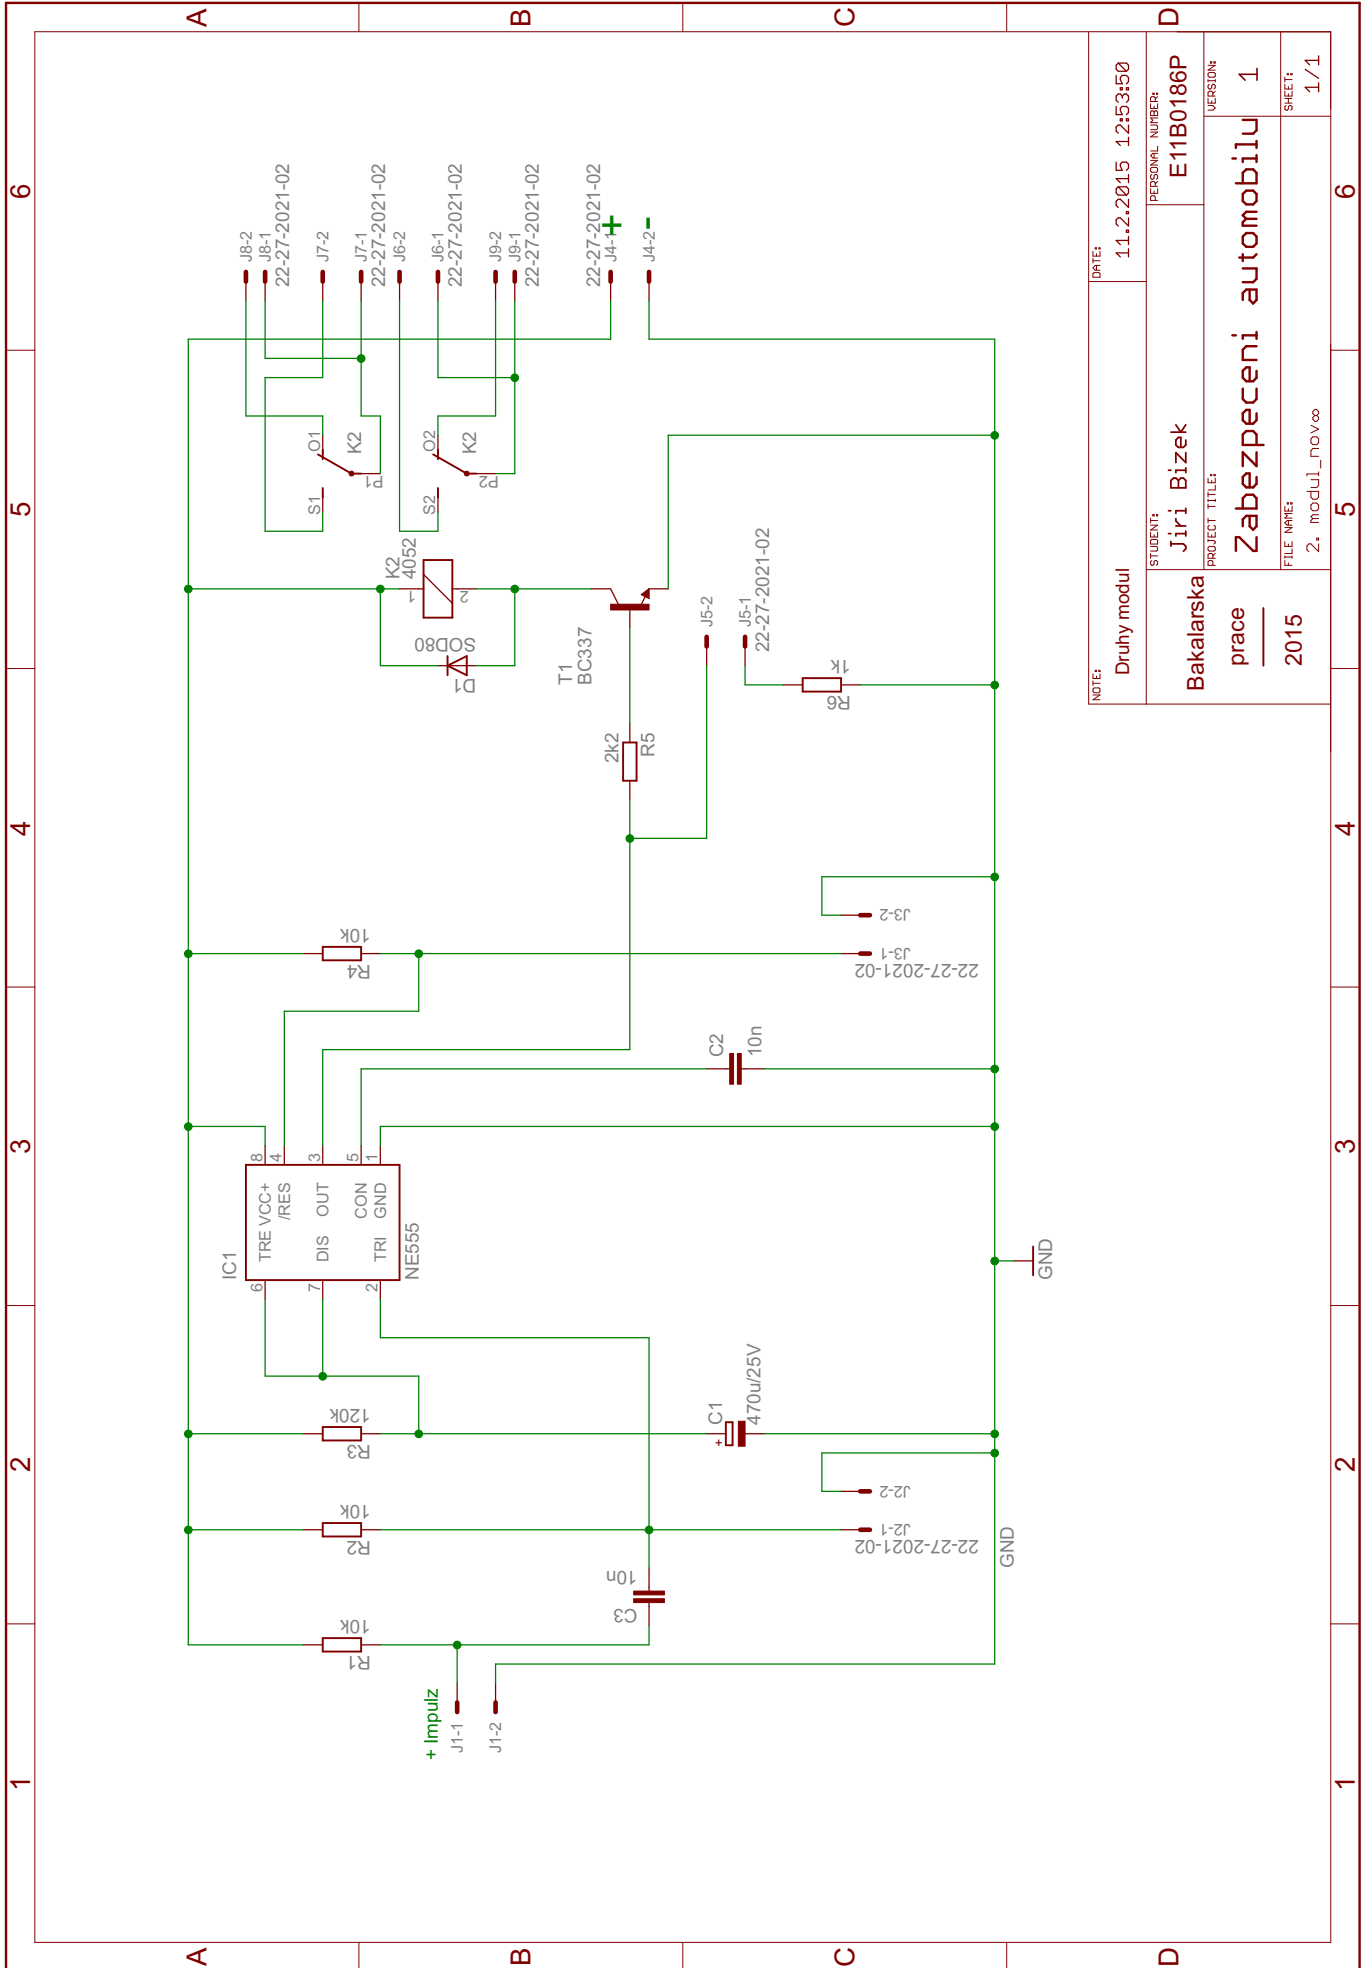 A
B
C
D
6
5
4
3
2
1
J8-2
J8-1
22-27-2021-02
J7-2
J7-1
22-27-2021-02
J6-2
J6-1
22-27-2021-02
J9-2
J9-1
22-27-2021-02
22-27-2021-02
J4-1
+
J4-2
-
O1
K2
P1
S1
O2
K2
P2
S2
K2
4052
1
2
SOD80
D1
T1
BC337
2k2
R5
J5-2
J5-1
22-27-2021-02
1k
R6
10k
R4
J3-2
J3-1
22-27-2021-02
C2
10n
IC1
NE555
8
4
3
5
1
TRE VCC+
/RES
DIS OUT
CON
TRI GND
6
7
2
GND
120k
R3
C1
+
470u/25V
10k
R2
J2-2
J2-1
22-27-2021-02
GND
10n
C3
10k
R1
+ Impulz
J1-1
J1-2
NOTE:
Druhy modul
DATE:
11.2.2015 12:53:50
Bakalarska
prace
2015
STUDENT:
Jiri Bizek
PERSONAL NUMBER:
E11B0186P
PROJECT TITLE:
Zabezpeceni automobilu
VERSION:
1
FILE NAME:
2. modul_novoo
SHEET:
1/1
6
5
4
3
2
1
A
B
C
D